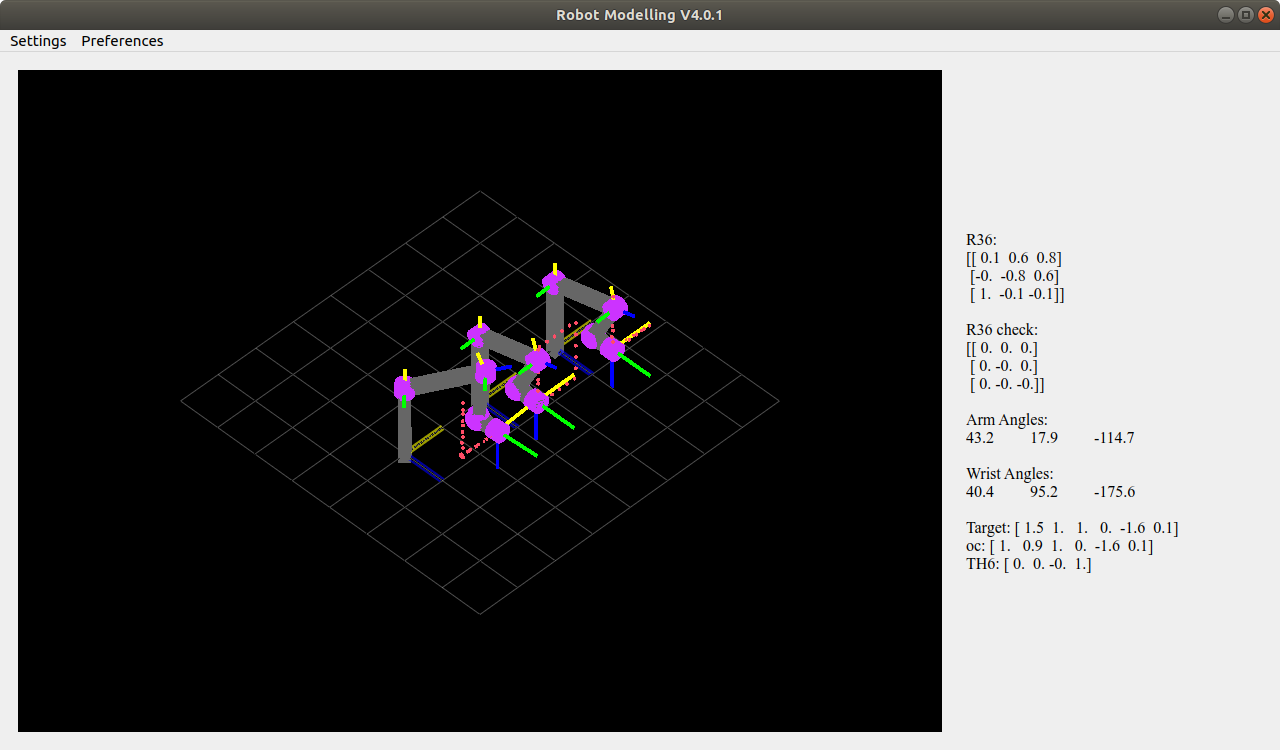 Robot Modelling V4.0.1
Settings Preferences
R36:
[[ 0.1 0.6 0.8]
[-0. -0.8 0.6]
[ 1. -0.1 -0.1]]
R36 check:
[[ 0. 0. 0.]
[ 0. -0. 0.]
[ 0. -0. -0.]]
Arm Angles:
43.2 17.9 -114.7
Wrist Angles:
40.4 95.2 -175.6
Target: [ 1.5 1. 1. 0. -1.6 0.1]
oc: [ 1. 0.9 1. 0. -1.6 0.1]
TH6: [ 0. 0. -0. 1.]